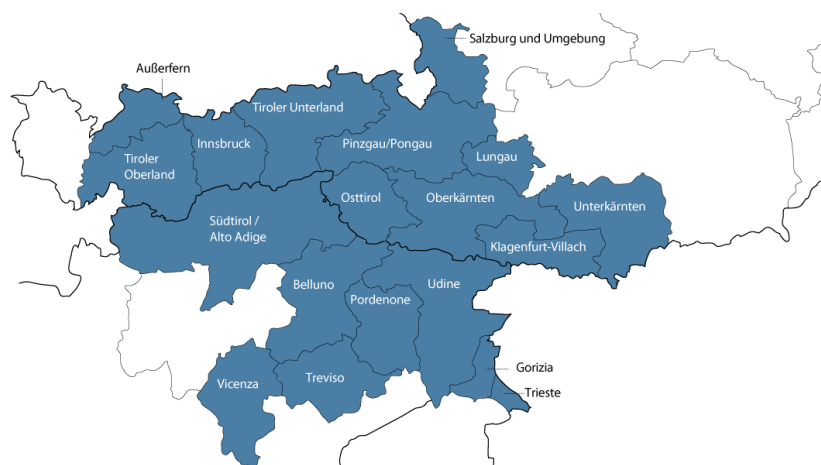 Salzburg und Umgebung
Außerfern
Tiroler Unterland
Innsbruck
Pinzgau/Pongau
Tiroler
Oberland
Lungau
Osttirol
Oberkärnten
Unterkärnten
Südtirol /
Alto Adige
Klagenfurt-Villach
Belluno
Udine
Pordenone
Gorizia
Treviso
Vicenza
Trieste